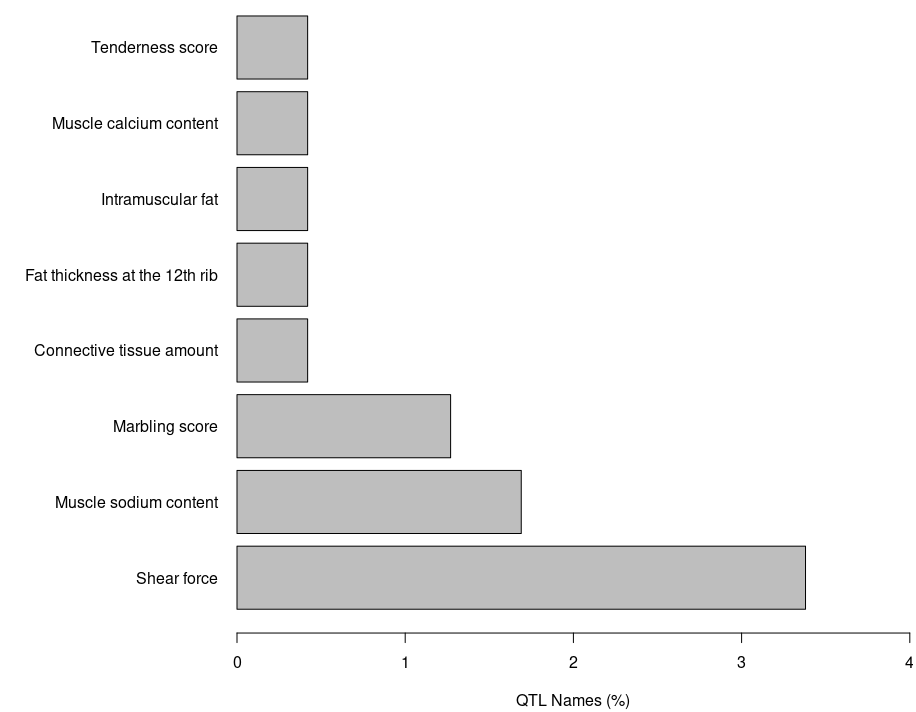 Tenderness score
Muscle calcium content
Intramuscular fat
Fat thickness at the 12th rib
Connective tissue amount
Marbling score
Muscle sodium content
Shear force
0 1 2 3 4
QTL Names (%)